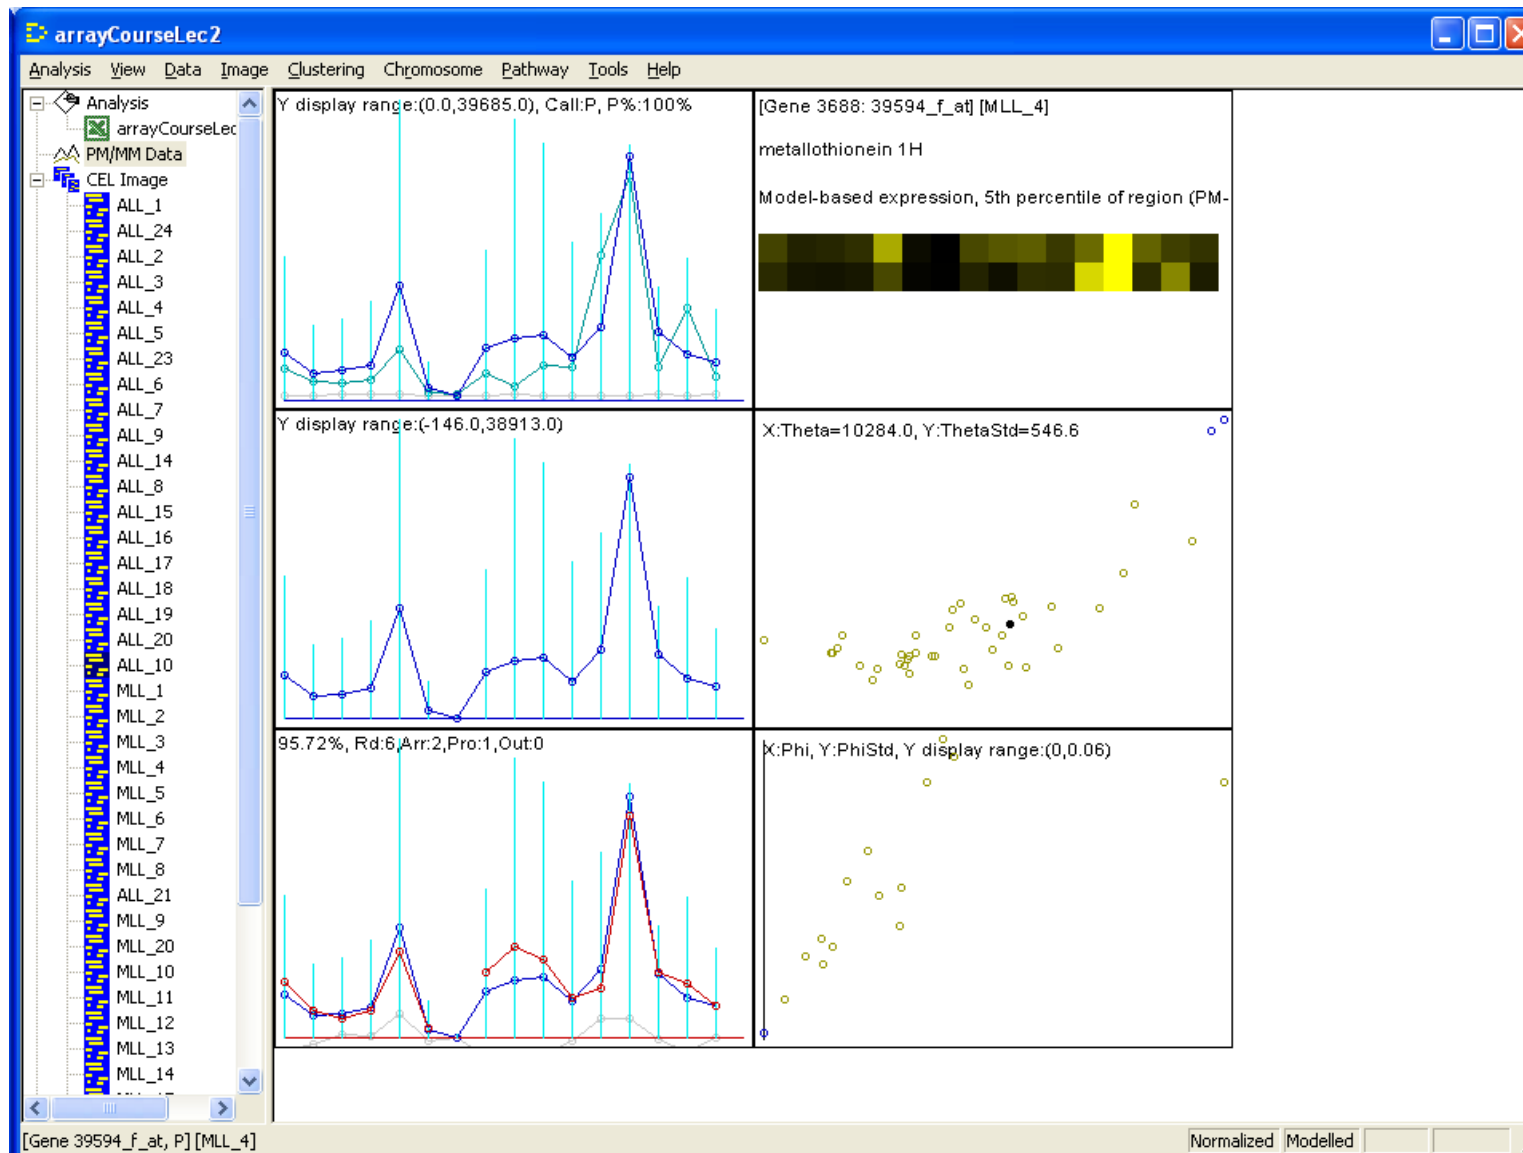 arrayCourseLec2
Analysis View Data Image Clustering Chromosome Pathway Tools Help
Analysis
arrayCourseLec
PM/MM Data
CEL Image
ALL_1
ALL_24
ALL_2
ALL_3
ALL_4
ALL_5
ALL_23
ALL_6
ALL_7
ALL_9
ALL_14
ALL_8
ALL_15
ALL_16
ALL_17
ALL_18
ALL_19
ALL_20
ALL_10
MLL_1
MLL_2
MLL_3
MLL_4
MLL_5
MLL_6
MLL_7
MLL_8
ALL_21
MLL_9
MLL_20
MLL_10
MLL_11
MLL_12
MLL_13
MLL_14
Y display range:(0.0,39685.0), Call:P, P%:100%
[Gene 3688: 39594_f_at] [MLL_4]
metallothionein 1H
Model-based expression, 5th percentile of region (PM-
Y display range:(-146.0,38913.0)
X:Theta=10284.0, Y:ThetaStd=546.6
95.72%, Rd:6,Arr:2,Pro:1,Out:0
X:Phi, Y:PhiStd, Y display range:(0,0.06)
[Gene 39594_f_at, P] [MLL_4]
Normalized Modelled